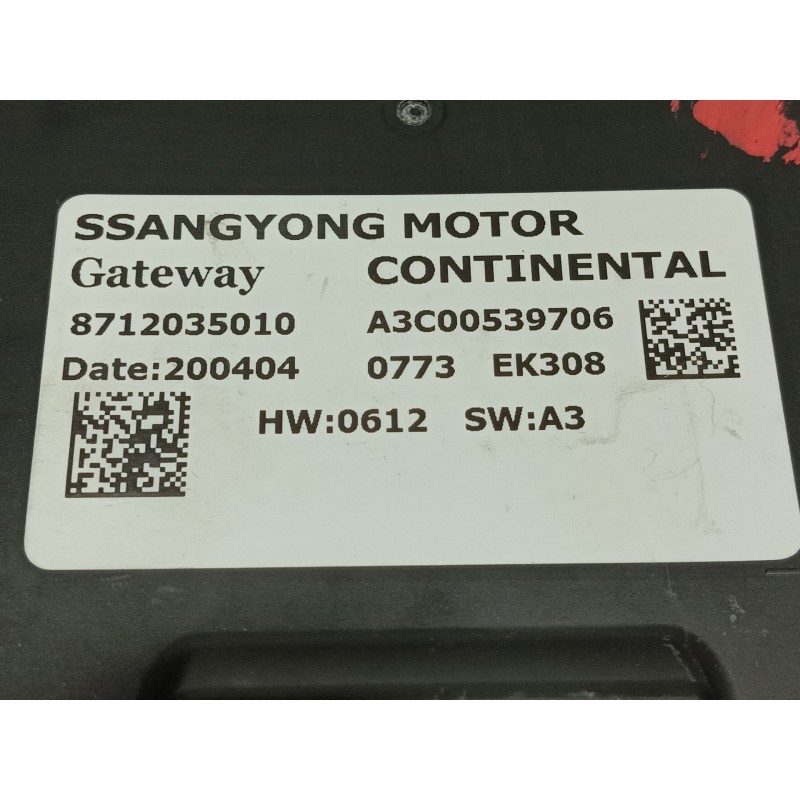 SSANGYONG MOTOR
Gateway CONTINENTAL
8712035010 A3C00539706
Date:200404 0773 EK308
HW:0612 SW:A3